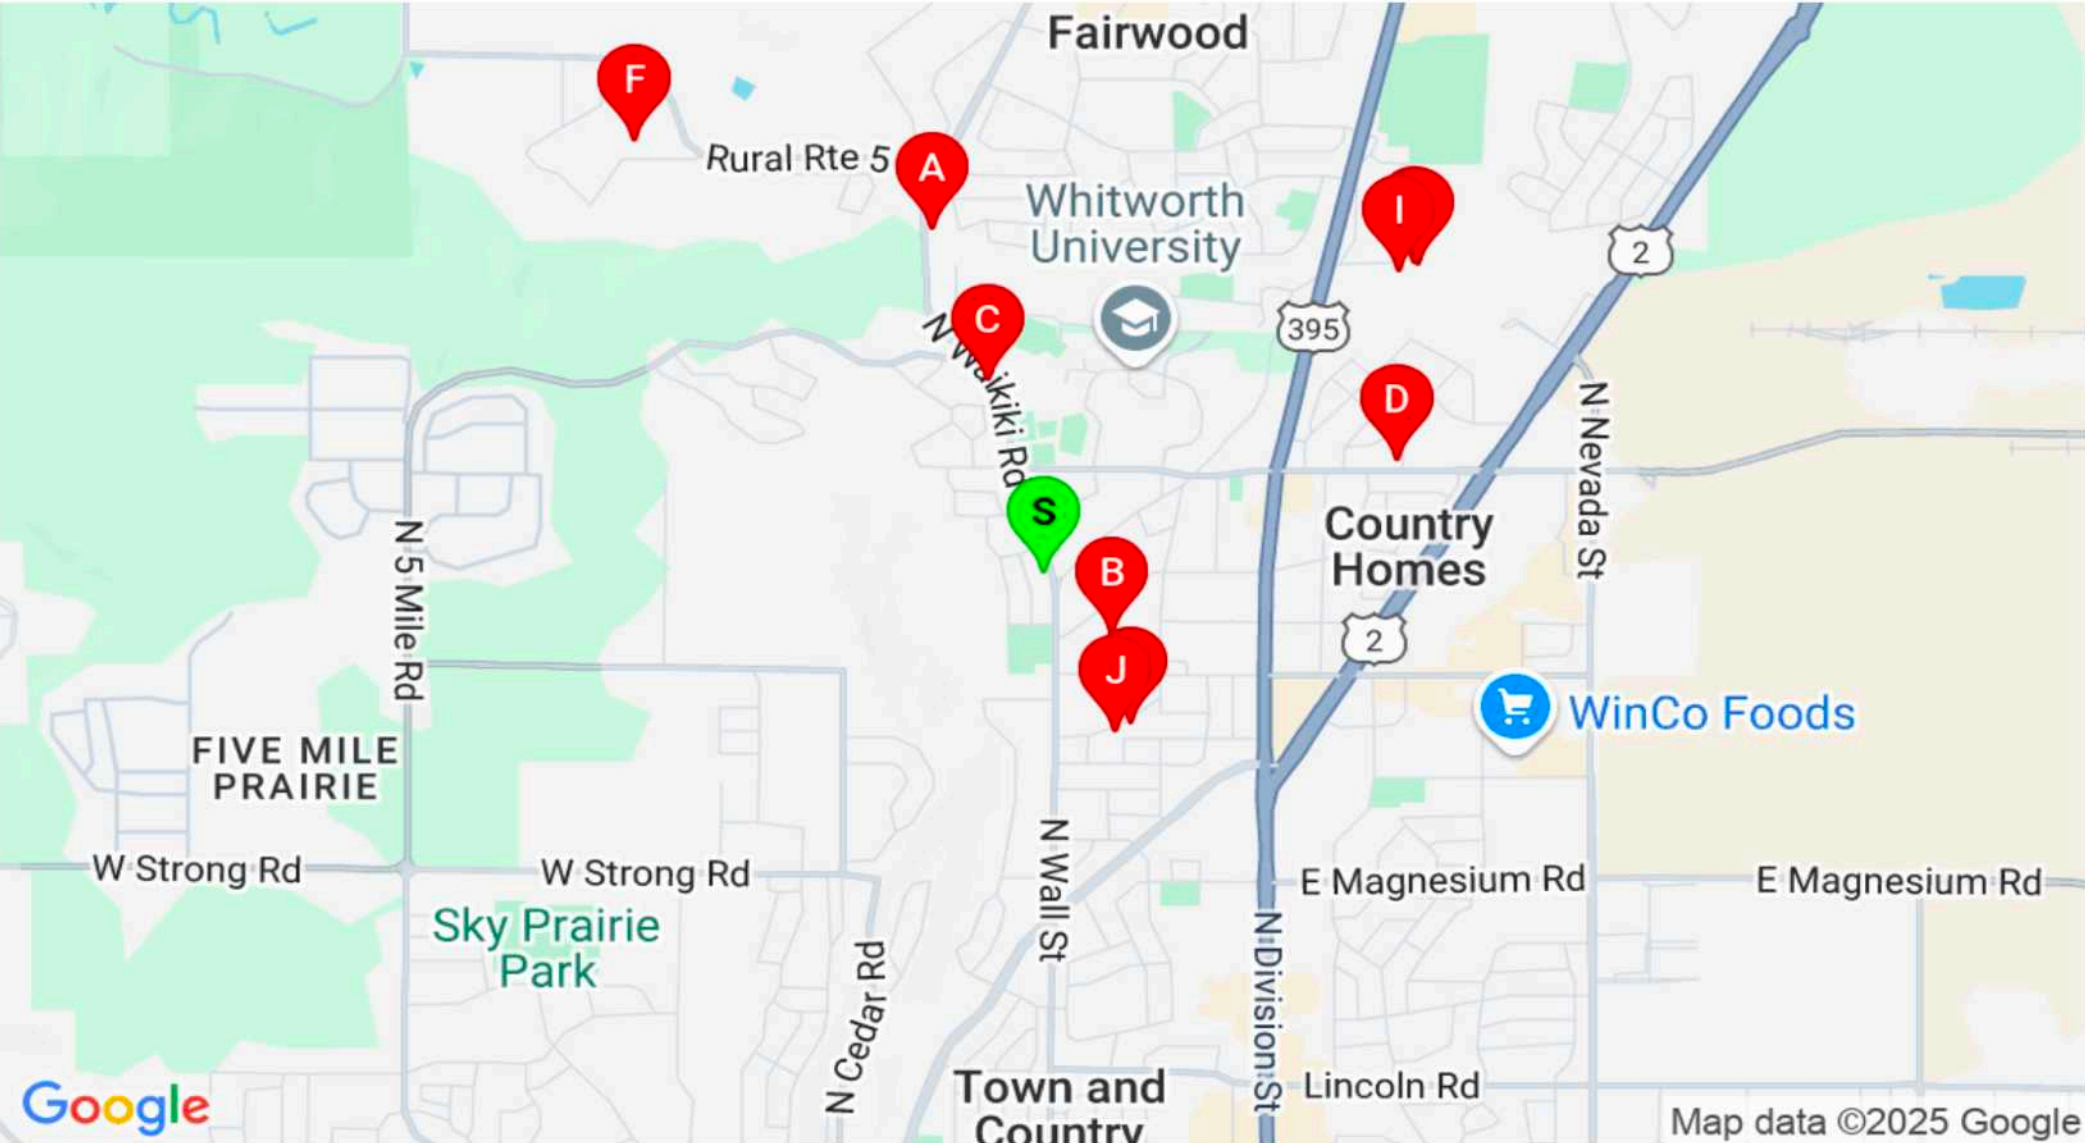 Fairwood
F
Rural Rte 5
A
Whitworth
University
I
2
C
395
N Waikiki Rd
D
N Nevada St
S
Country
Homes
B
N 5 Mile Rd
2
J
WinCo Foods
FIVE MILE
PRAIRIE
W Strong Rd
W Strong Rd
N Wall St
E Magnesium Rd
E Magnesium Rd
Sky Prairie
Park
N Cedar Rd
N Division St
Town and
Country
Lincoln Rd
Google
Map data ©2025 Google